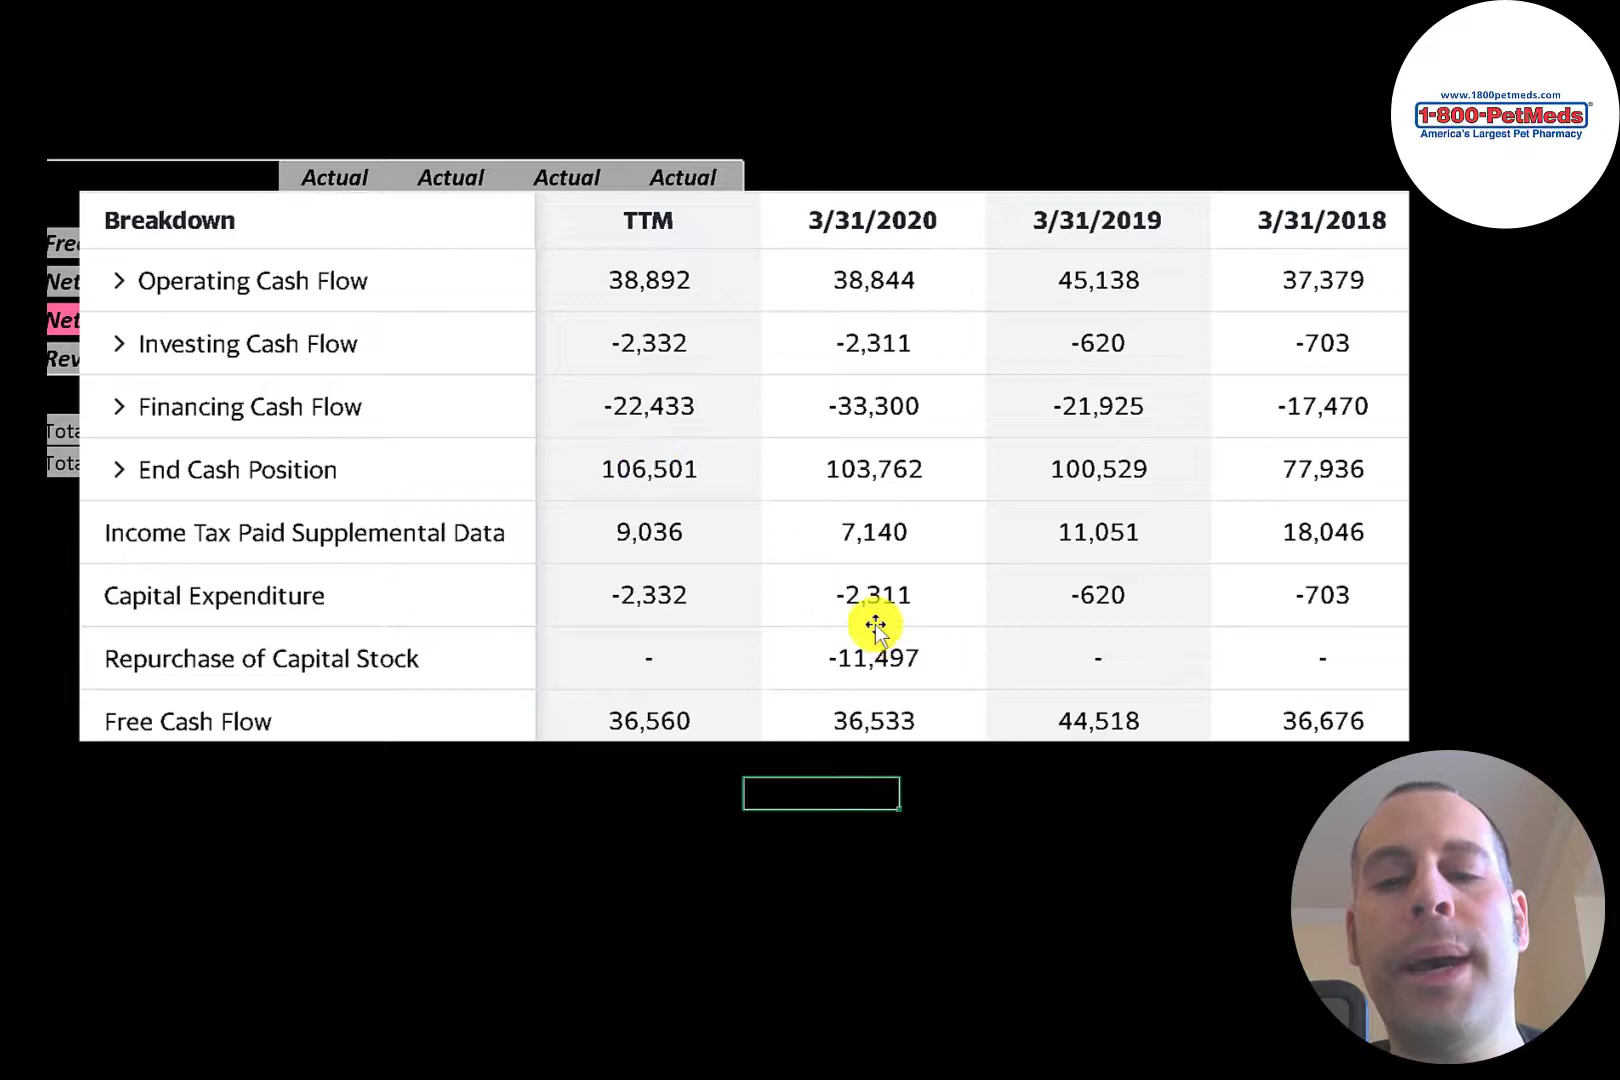 www.1800petmeds.com
1-800-PetMeds®
America's Largest Pet Pharmacy
Actual Actual Actual Actual
Breakdown TTM 3/31/2020 3/31/2019 3/31/2018
> Operating Cash Flow 38,892 38,844 45,138 37,379
> Investing Cash Flow -2,332 -2,311 -620 -703
> Financing Cash Flow -22,433 -33,300 -21,925 -17,470
> End Cash Position 106,501 103,762 100,529 77,936
Income Tax Paid Supplemental Data 9,036 7,140 11,051 18,046
Capital Expenditure -2,332 -2,311 -620 -703
Repurchase of Capital Stock - -11,497 - -
Free Cash Flow 36,560 36,533 44,518 36,676
Net
Net
Rev
Tota
Tota